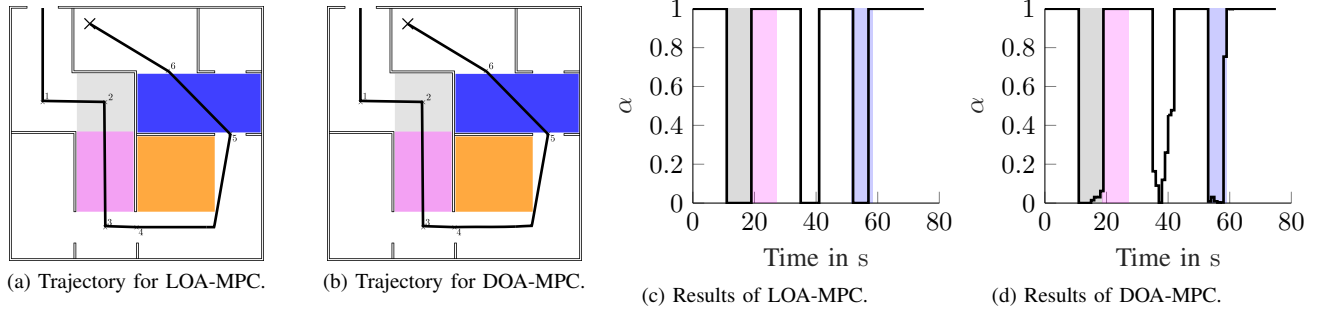 1
2
3
4
5
6
(a) Trajectory for LOA-MPC.
1
2
3
4
5
6
(b) Trajectory for DOA-MPC.
1
0.8
0.6
0.4
0.2
0
α
0 20 40 60 80
Time in s
(c) Results of LOA-MPC.
1
0.8
0.6
0.4
0.2
0
α
0 20 40 60 80
Time in s
(d) Results of DOA-MPC.